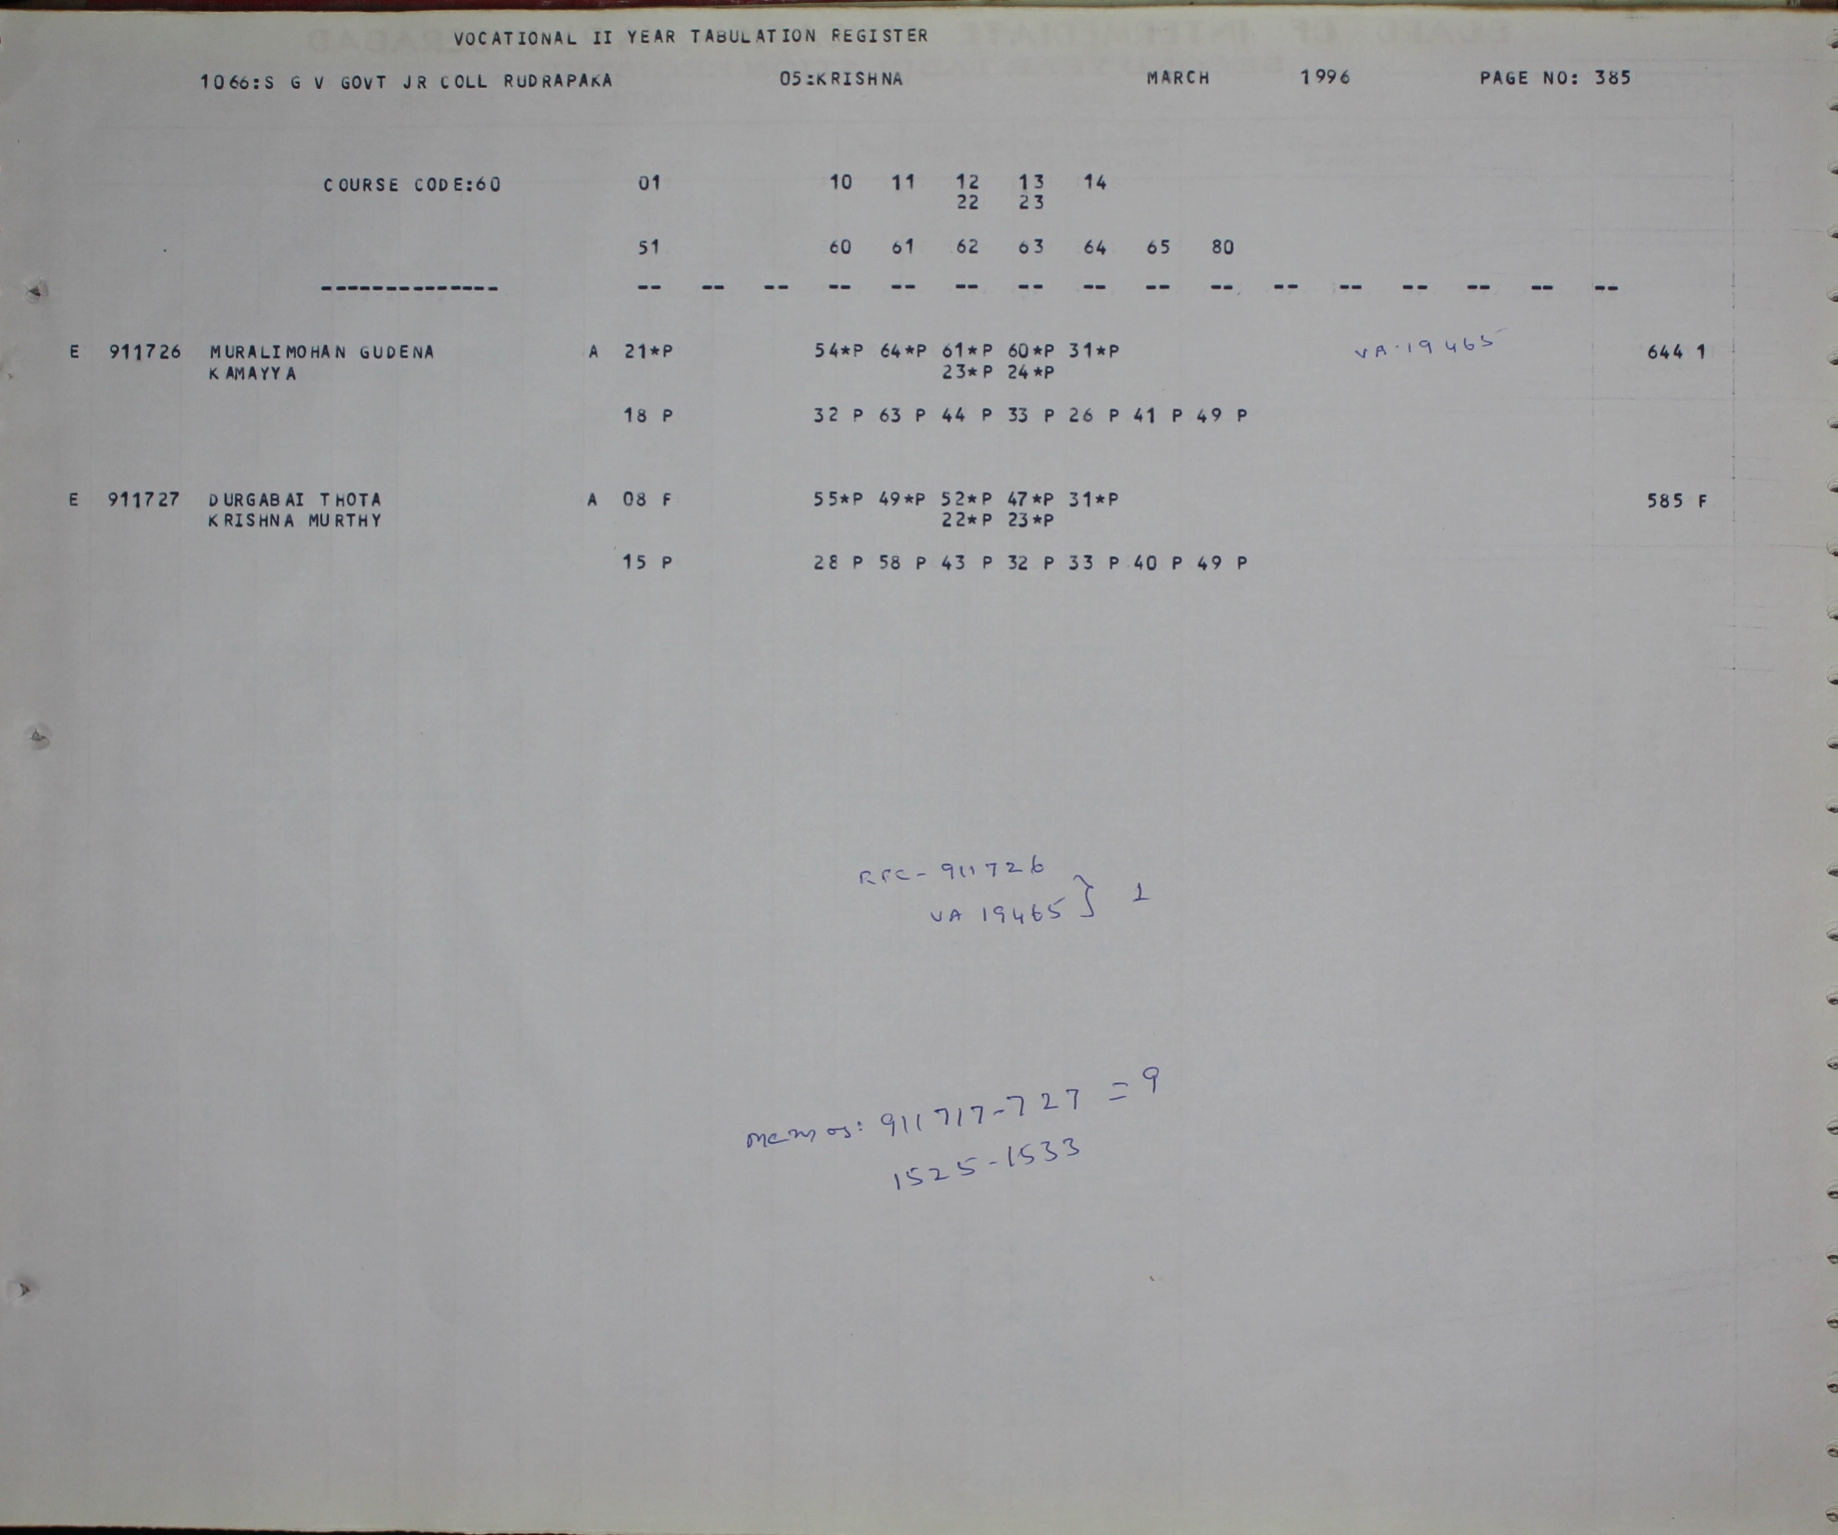 VOCATIONAL II YEAR TABULATION REGISTER
1066:S G V GOVT JR COLL RUDRAPAKA 05:KRISHNA MARCH 1996 PAGE NO: 385
COURSE CODE:60 01 10 11 12 13 14
22 23
51 60 61 62 63 64 65 80
-------------- -- -- -- -- -- -- -- -- -- -- -- -- -- -- -- --
E 911726 MURALIMOHAN GUDENA A 21*P 54*P 64*P 61*P 60*P 31*P VA.19465 644 1
KAMAYYA 23*P 24*P
18 P 32 P 63 P 44 P 33 P 26 P 41 P 49 P
E 911727 DURGABAI THOTA A 08 F 55*P 49*P 52*P 47*P 31*P 585 F
KRISHNA MURTHY 22*P 23*P
15 P 28 P 58 P 43 P 32 P 33 P 40 P 49 P
- 911726
VA 19465 } 1
memos: 911717-727 = 9
1525-1533